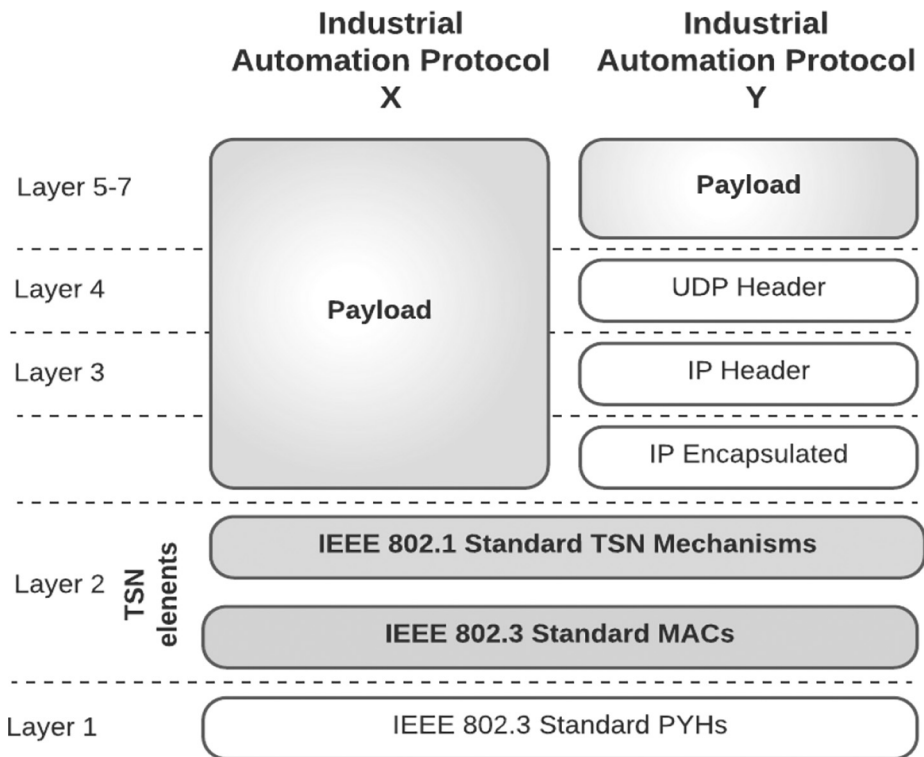 Industrial
Automation Protocol
X
Industrial
Automation Protocol
Y
Layer 5-7
Payload
Payload
Layer 4
UDP Header
Layer 3
IP Header
IP Encapsulated
IEEE 802.1 Standard TSN Mechanisms
Layer 2
TSN
elenents
IEEE 802.3 Standard MACs
Layer 1
IEEE 802.3 Standard PYHs